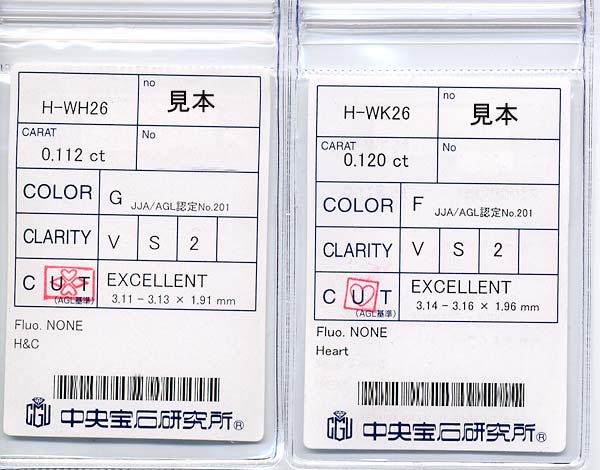 H-WH26
no
見本
CARAT
0.112 ct
No
COLOR
G JJA/AGL認定No.201
CLARITY
V S 2
CUT
(AGL基準)
EXCELLENT
3.11 - 3.13 × 1.91 mm
Fluo. NONE
H&C
CGL 中央宝石研究所®
H-WK26
no
見本
CARAT
0.120 ct
No
COLOR
F JJA/AGL認定No.201
CLARITY
V S 2
CUT
(AGL基準)
EXCELLENT
3.14 - 3.16 × 1.96 mm
Fluo. NONE
Heart
CGL 中央宝石研究所®